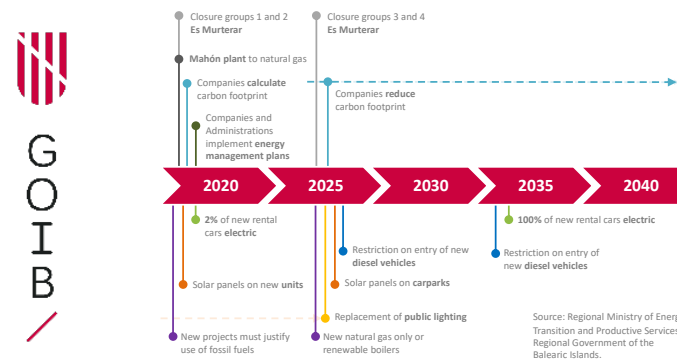 Closure groups 1 and 2
Es Murterar
Mahón plant to natural gas
Companies calculate
carbon footprint
Companies and
Administrations
implement energy
management plans
Closure groups 3 and 4
Es Murterar
Companies reduce
carbon footprint
GOIB
2020
2025
2030
2035
2040
2% of new rental
cars electric
Solar panels on new units
New projects must justify
use of fossil fuels
Restriction on entry of new
diesel vehicles
Solar panels on carparks
Replacement of public lighting
New natural gas only or
renewable boilers
100% of new rental cars electric
Restriction on entry of
new diesel vehicles
Source: Regional Ministry of Energ
Transition and Productive Services
Regional Government of the
Balearic Islands.